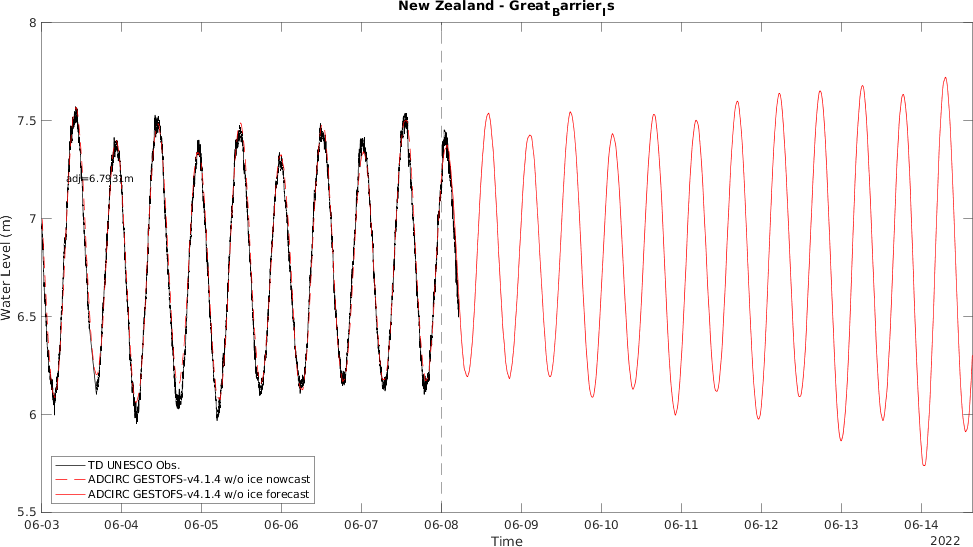 New Zealand - Great_Barrier_Is
8
7.5
7
6.5
6
5.5
Water Level (m)
adj=6.7931m
TD UNESCO Obs.
ADCIRC GESTOFS-v4.1.4 w/o ice nowcast
ADCIRC GESTOFS-v4.1.4 w/o ice forecast
06-03 06-04 06-05 06-06 06-07 06-08 06-09 06-10 06-11 06-12 06-13 06-14
Time
2022